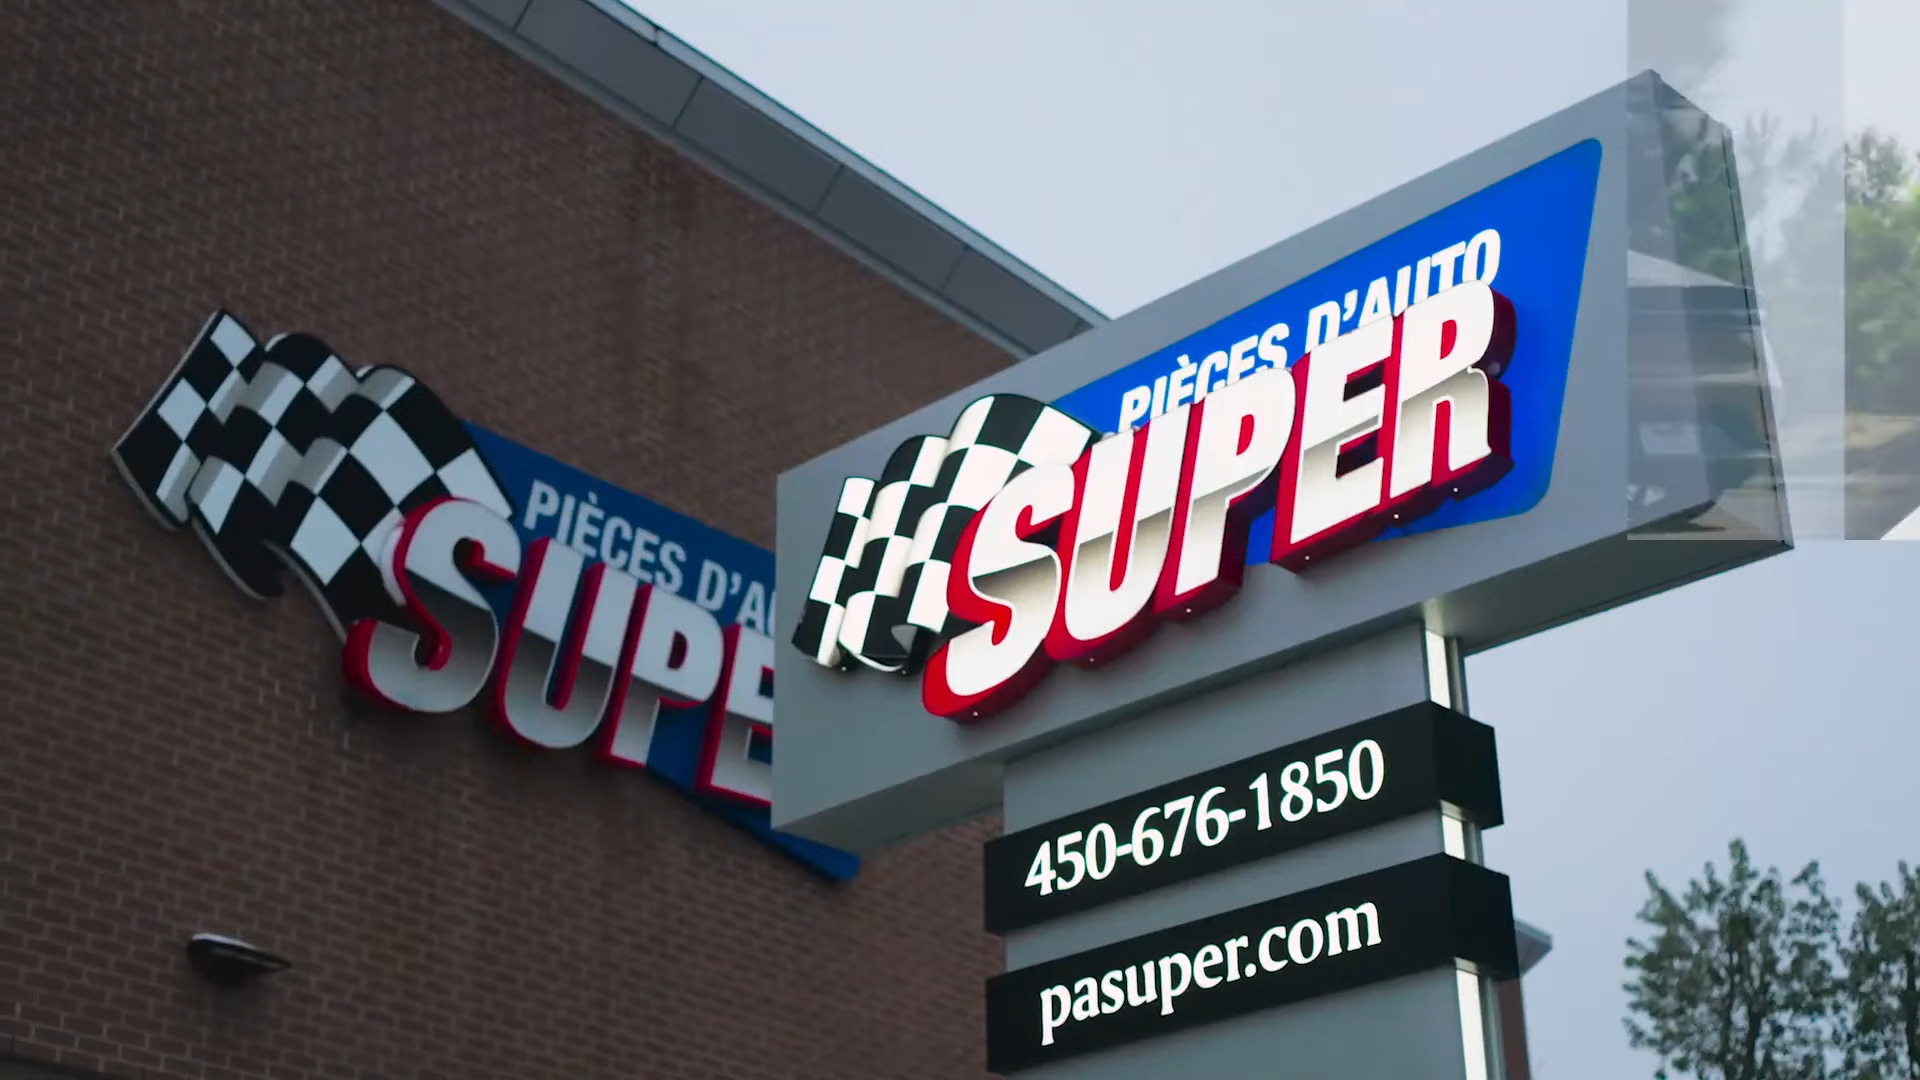 PIÈCES D'AUTO
SUPER
450-676-1850
pasuper.com
PIÈCES D'AU
SUPE